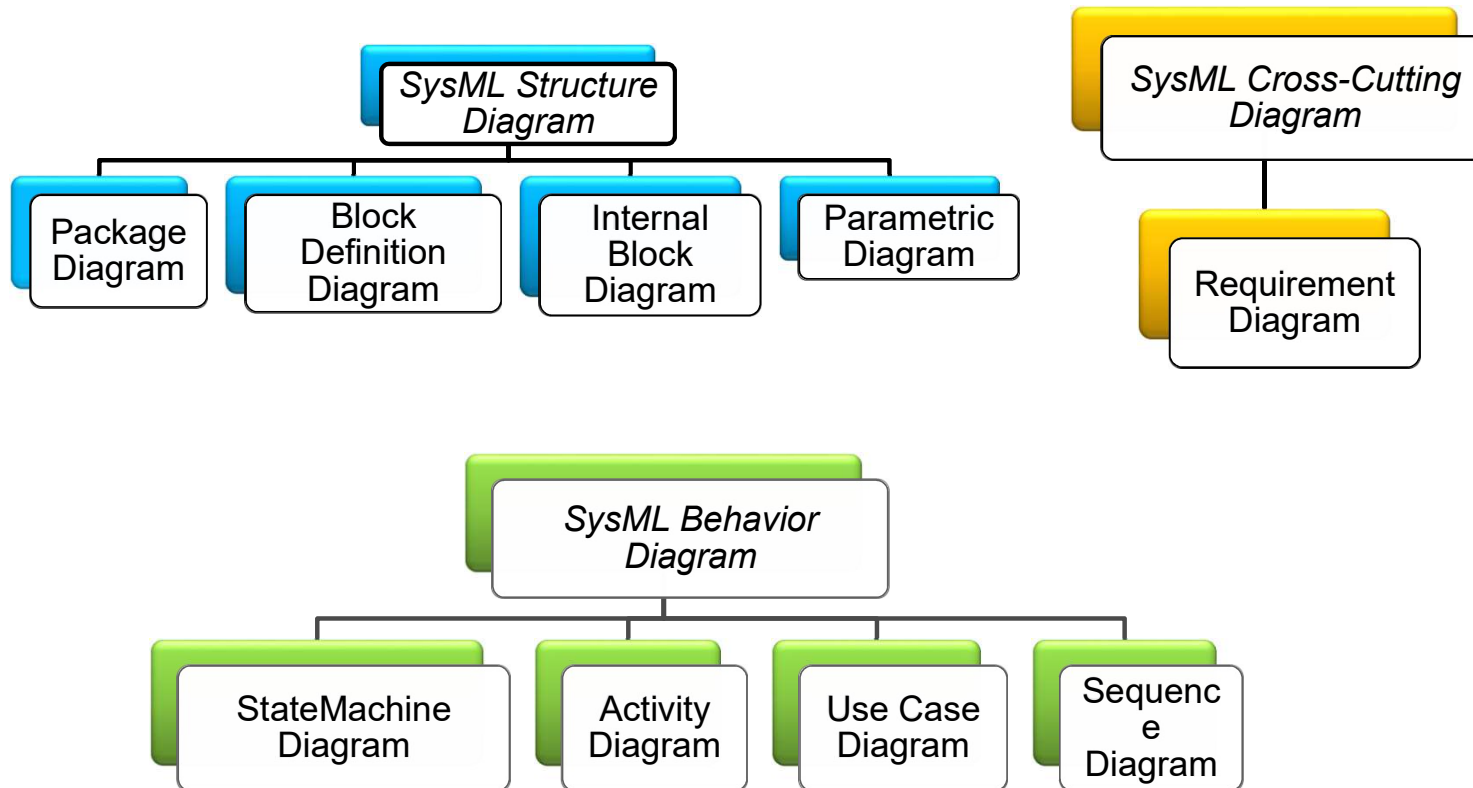 SysML Structure
Diagram
Package
Diagram
Block
Definition
Diagram
Internal
Block
Diagram
Parametric
Diagram
SysML Cross-Cutting
Diagram
Requirement
Diagram
SysML Behavior
Diagram
StateMachine
Diagram
Activity
Diagram
Use Case
Diagram
Sequenc
e
Diagram